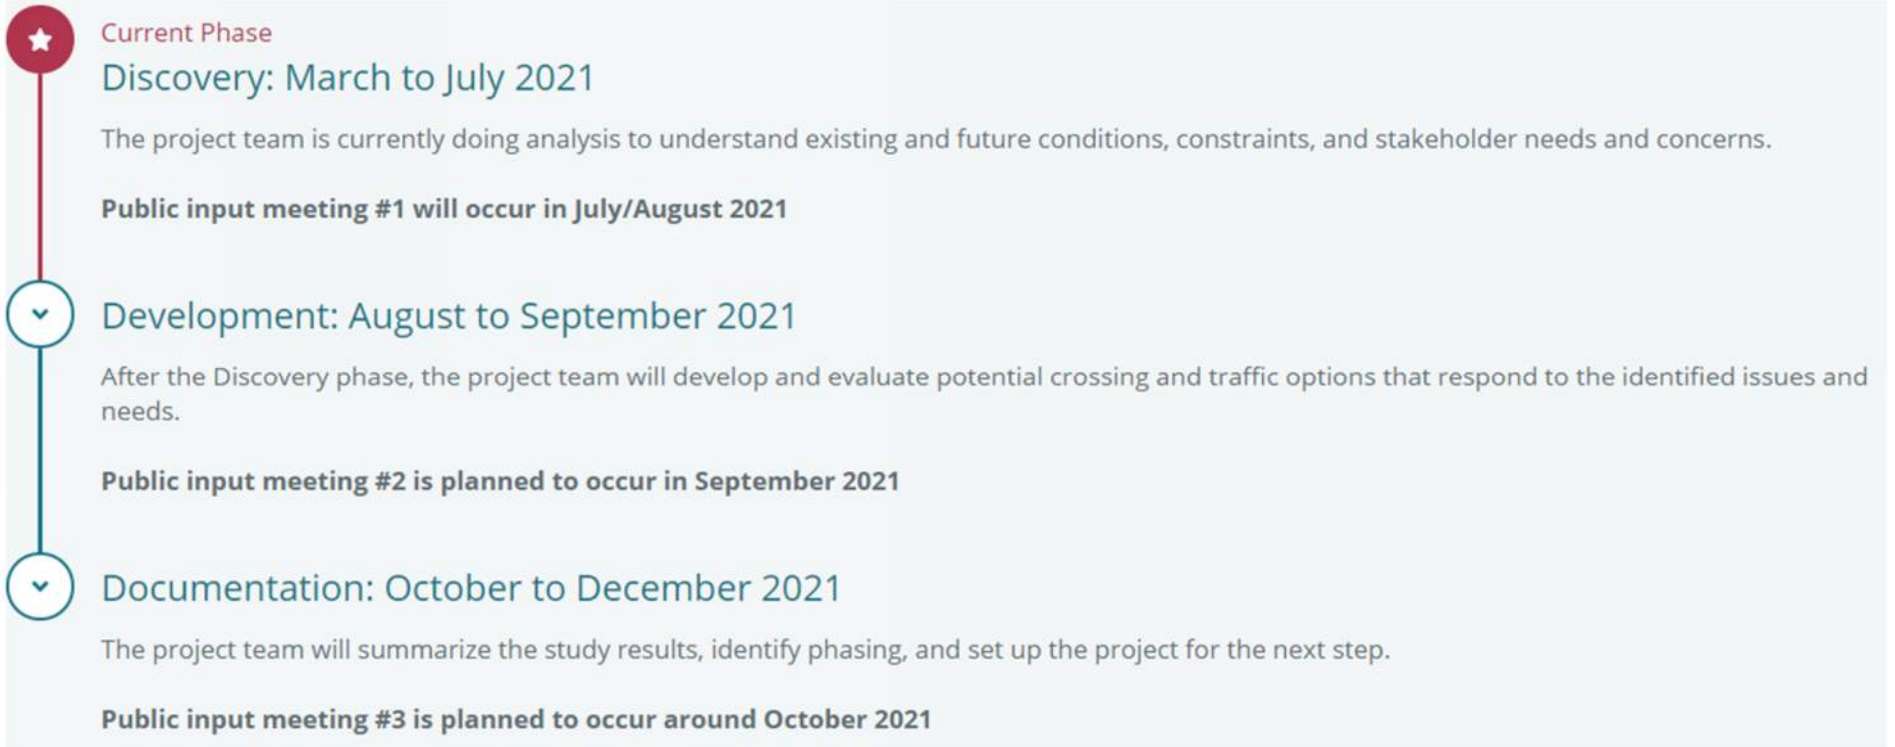 Current Phase
Discovery: March to July 2021
The project team is currently doing analysis to understand existing and future conditions, constraints, and stakeholder needs and concerns.
Public input meeting #1 will occur in July/August 2021
Development: August to September 2021
After the Discovery phase, the project team will develop and evaluate potential crossing and traffic options that respond to the identified issues and
needs.
Public input meeting #2 is planned to occur in September 2021
Documentation: October to December 2021
The project team will summarize the study results, identify phasing, and set up the project for the next step.
Public input meeting #3 is planned to occur around October 2021